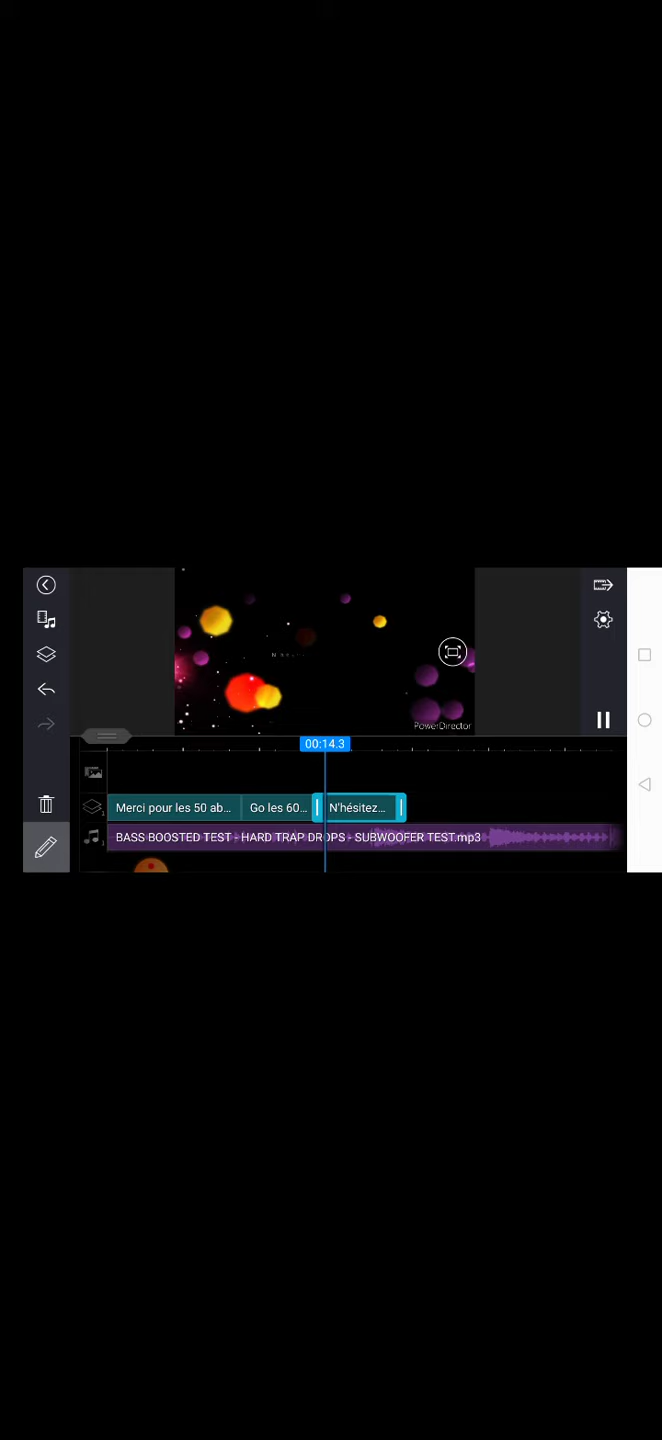 PowerDirector
00:14.3
Merci pour les 50 ab... Go les 60... N'hésitez...
BASS BOOSTED TEST - HARD TRAP DROPS - SUBWOOFER TEST.mp3